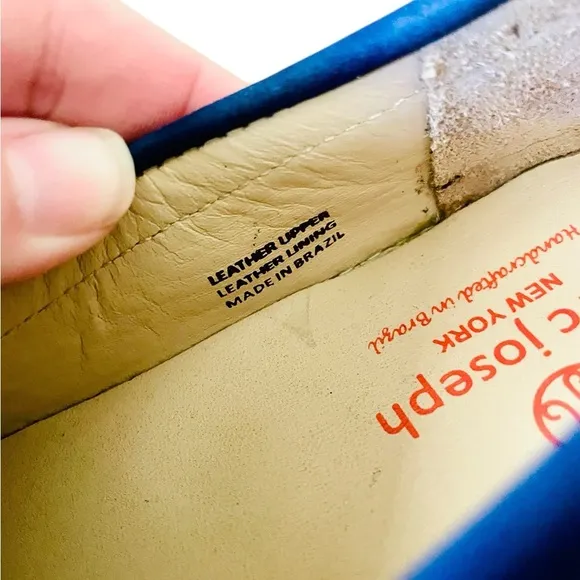 LEATHER UPPER
LEATHER LINING
MADE IN BRAZIL
c joseph
NEW YORK
Handcrafted in Brazil